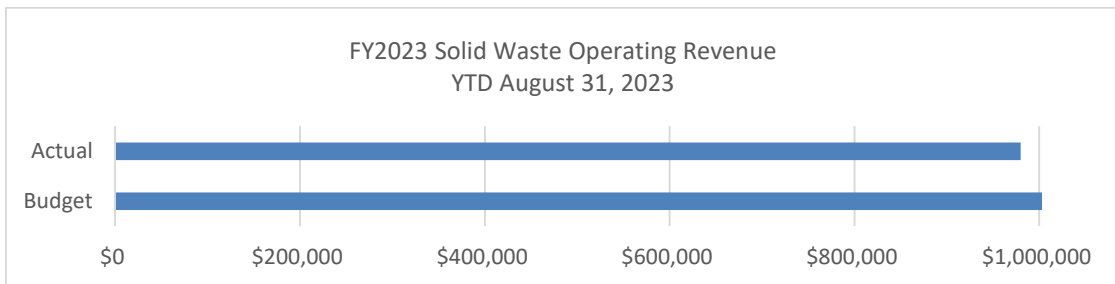 FY2023 Solid Waste Operating Revenue
YTD August 31, 2023
Actual
Budget
$0 $200,000 $400,000 $600,000 $800,000 $1,000,000